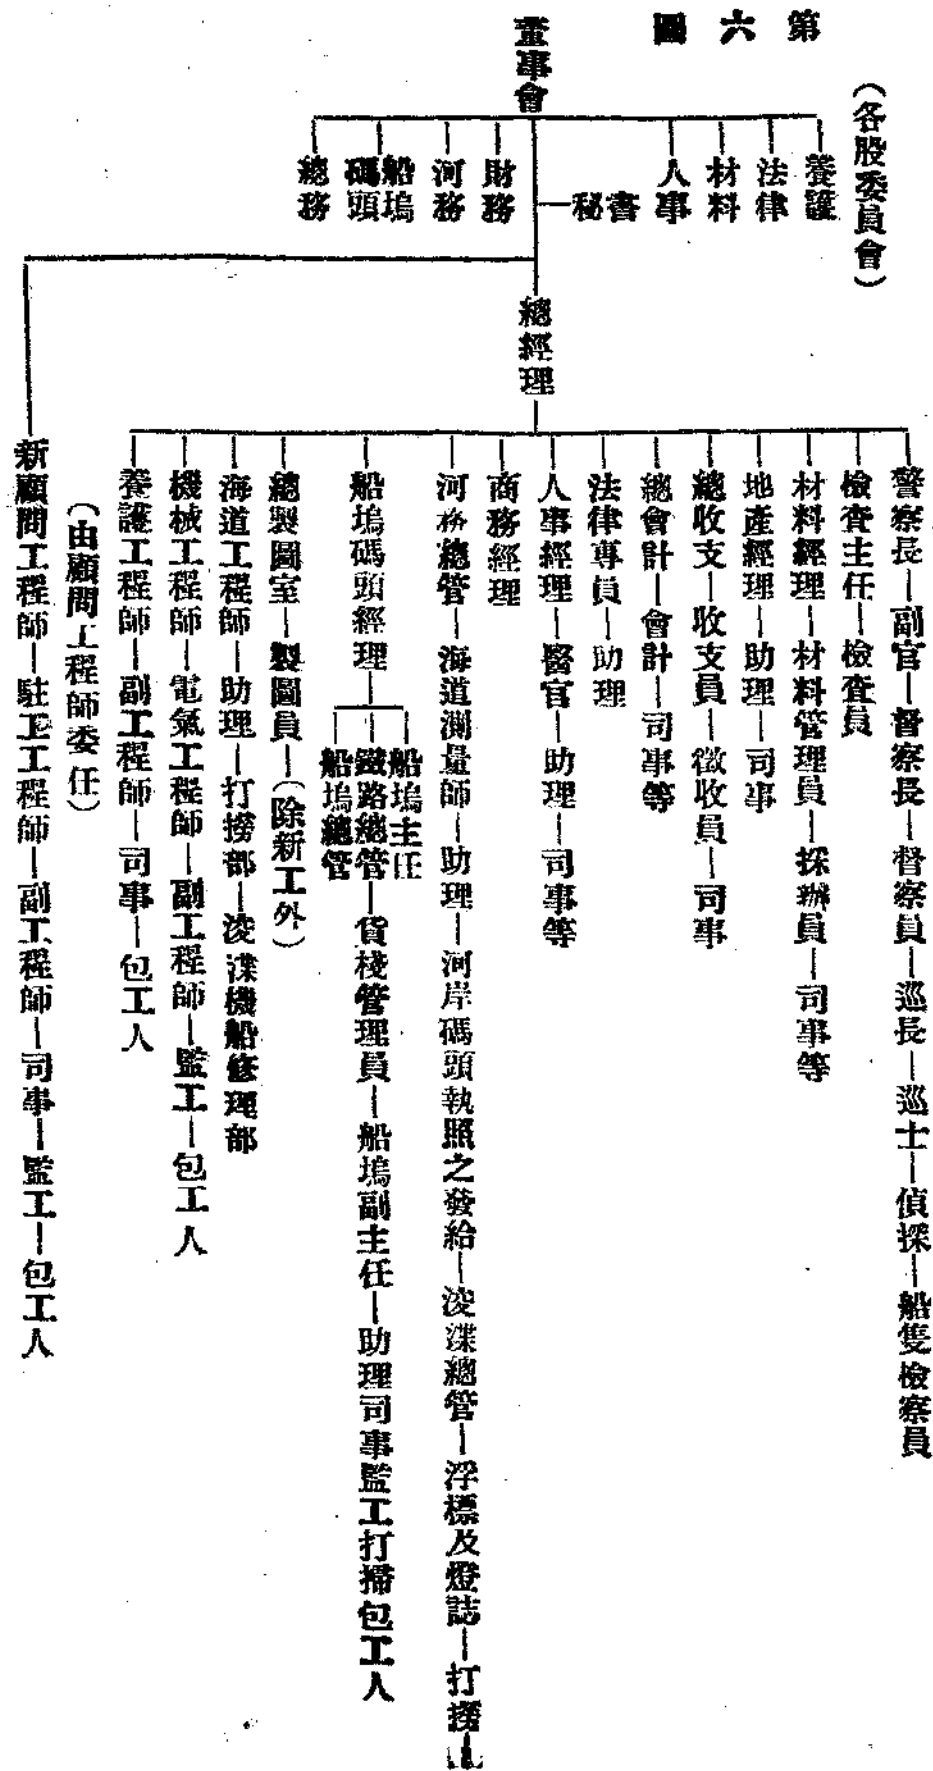 第六圖
(各股委員會)
董事會
養護
法律
材料
人事
秘書
財務
河務
船塢碼頭
總務
總經理
警察長—副官—督察長—督察員—巡長—巡士—偵探—船隻檢察員
檢查主任—檢查員
材料經理—材料管理員—採辦員—司事等
地產經理—助理—司事
總收支—收支員—徵收員—司事
總會計—會計—司事等
法律專員—助理
人事經理—醫官—助理—司事等
商務經理
河務總管—海道測量師—助理—河岸碼頭執照之發給—浚渫總管—浮標及燈誌—打撈
船塢碼頭經理
船塢主任
鐵路總管—貨棧管理員—船塢副主任—助理司事監工打掃包工人
船塢總管
總製圖室—製圖員—(除新工外)
海道工程師—助理—打撈部—浚渫機船修理部
機械工程師—電氣工程師—副工程師—監工—包工人
養護工程師—副工程師—司事—包工人
(由顧問工程師委任)
新顧問工程師—駐工工程師—副工程師—司事—監工—包工人